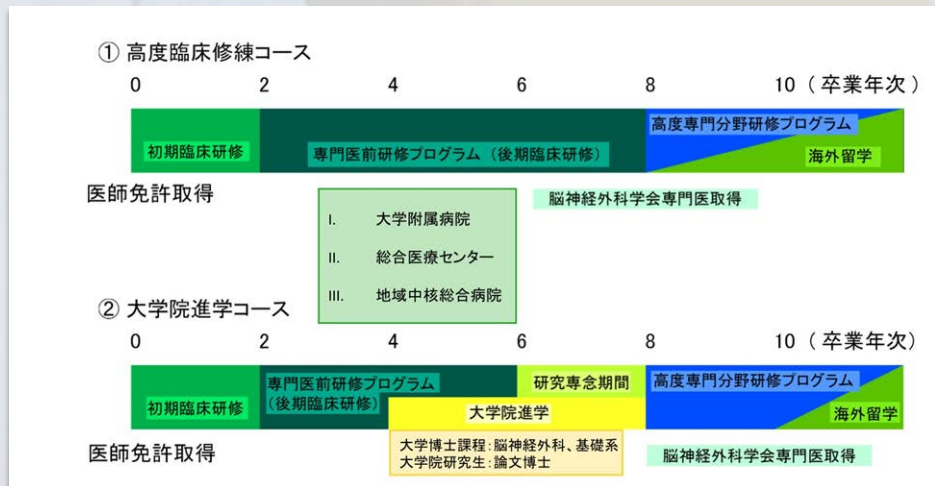 ① 高度臨床修練コース
0 2 4 6 8 10 ( 卒業年次 )
初期臨床研修
専門医前研修プログラム (後期臨床研修)
高度専門分野研修プログラム
海外留学
医師免許取得
脳神経外科学会専門医取得
I. 大学附属病院
II. 総合医療センター
III. 地域中核総合病院
② 大学院進学コース
0 2 4 6 8 10 ( 卒業年次)
初期臨床研修
専門医前研修プログラム
(後期臨床研修)
研究専念期間
大学院進学
高度専門分野研修プログラム
海外留学
医師免許取得
大学博士課程:脳神経外科、基礎系
大学院研究生:論文博士
脳神経外科学会専門医取得